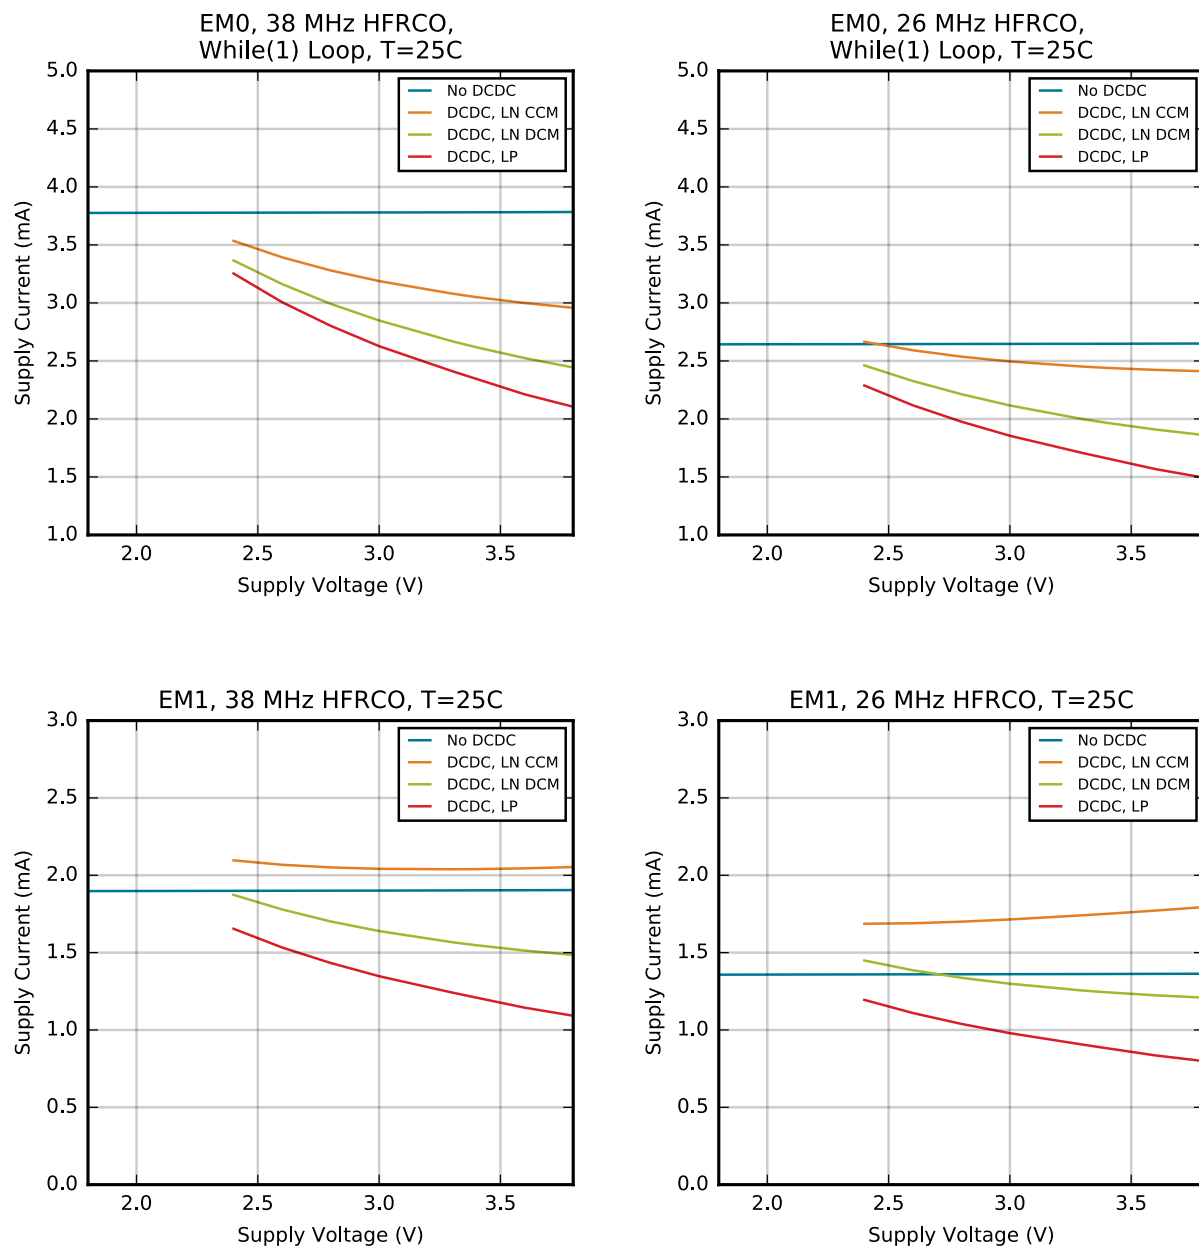 EM0, 38 MHz HFRCO,
While(1) Loop, T=25C
5.0
4.5
4.0
3.5
3.0
2.5
2.0
1.5
1.0
Supply Current (mA)
No DCDC
DCDC, LN CCM
DCDC, LN DCM
DCDC, LP
2.0 2.5 3.0 3.5
Supply Voltage (V)
EM0, 26 MHz HFRCO,
While(1) Loop, T=25C
5.0
4.5
4.0
3.5
3.0
2.5
2.0
1.5
1.0
Supply Current (mA)
No DCDC
DCDC, LN CCM
DCDC, LN DCM
DCDC, LP
2.0 2.5 3.0 3.5
Supply Voltage (V)
EM1, 38 MHz HFRCO, T=25C
3.0
2.5
2.0
1.5
1.0
0.5
0.0
Supply Current (mA)
No DCDC
DCDC, LN CCM
DCDC, LN DCM
DCDC, LP
2.0 2.5 3.0 3.5
Supply Voltage (V)
EM1, 26 MHz HFRCO, T=25C
3.0
2.5
2.0
1.5
1.0
0.5
0.0
Supply Current (mA)
No DCDC
DCDC, LN CCM
DCDC, LN DCM
DCDC, LP
2.0 2.5 3.0 3.5
Supply Voltage (V)